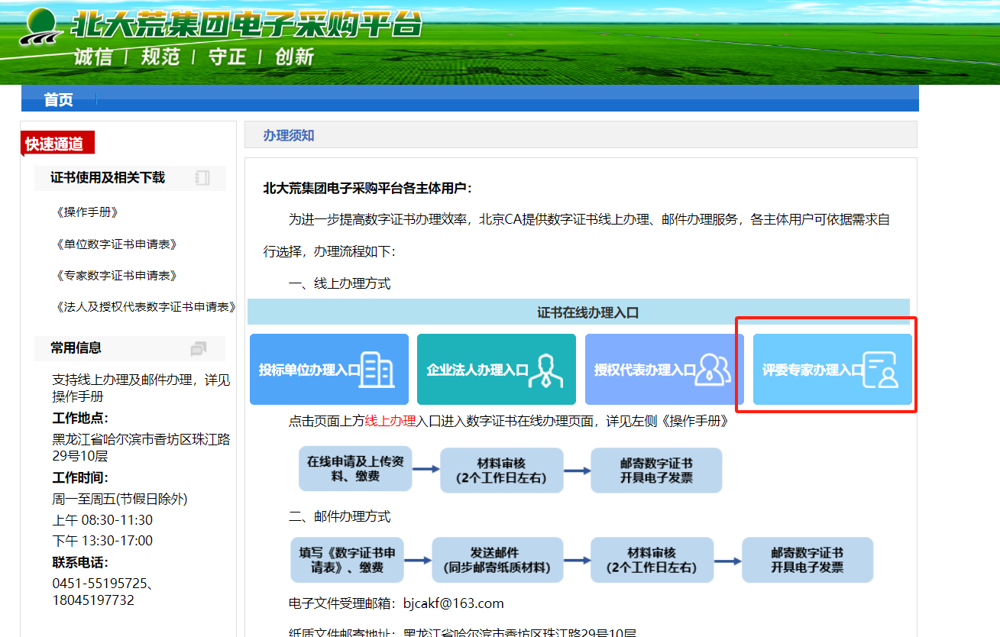 北大荒集团电子采购平台
诚信 | 规范 | 守正 | 创新
首页
快速通道
证书使用及相关下载
《操作手册》
《单位数字证书申请表》
《专家数字证书申请表》
《法人及授权代表数字证书申请表》
常用信息
支持线上办理及邮件办理，详见
操作手册
工作地点：
黑龙江省哈尔滨市香坊区珠江路
29号10层
工作时间：
周一至周五(节假日除外)
上午 08:30-11:30
下午 13:30-17:00
联系电话：
0451-55195725、
18045197732
办理须知
北大荒集团电子采购平台各主体用户：
为进一步提高数字证书办理效率，北京CA提供数字证书线上办理、邮件办理服务，各主体用户可依据需求自
行选择，办理流程如下：
一、线上办理方式
证书在线办理入口
投标单位办理入口
企业法人办理入口
授权代表办理入口
评委专家办理入口
点击页面上方线上办理入口进入数字证书在线办理页面，详见左侧《操作手册》
在线申请及上传资
料、缴费
材料审核
(2个工作日左右)
邮寄数字证书
开具电子发票
二、邮件办理方式
填写《数字证书申
请表》、缴费
发送邮件
(同步邮寄纸质材料)
材料审核
(2个工作日左右)
邮寄数字证书
开具电子发票
电子文件受理邮箱：bjcakf@163.com
纸质文件邮寄地址：黑龙江省哈尔滨市香坊区珠江路29号10层